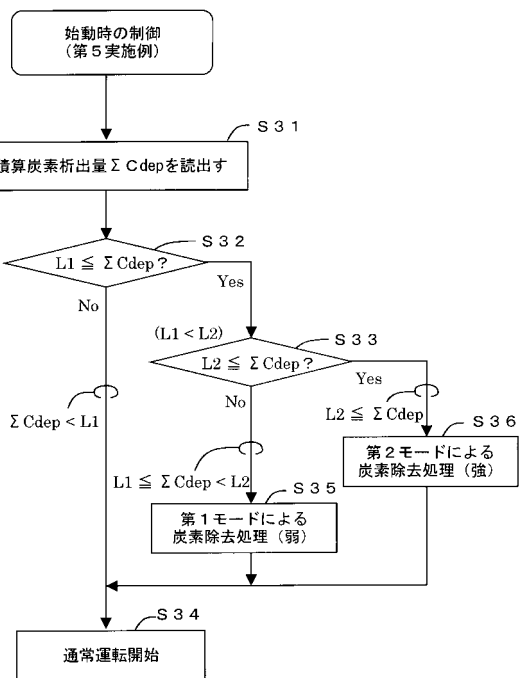 始動時の制御
(第5実施例)
S31
積算炭素析出量ΣCdepを読出す
S32
L1 ≦ ΣCdep?
Yes
No
(L1 < L2)
S33
L2 ≦ ΣCdep?
Yes
No
ΣCdep < L1
L2 ≦ ΣCdep
S36
第2モードによる
炭素除去処理(強)
L1 ≦ ΣCdep < L2
S35
第1モードによる
炭素除去処理(弱)
S34
通常運転開始